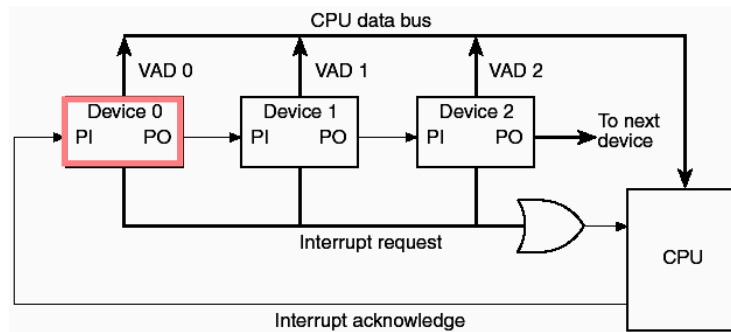 CPU data bus
VAD 0
VAD 1
VAD 2
Device 0
PI PO
Device 1
PI PO
Device 2
PI PO
To next
device
Interrupt request
CPU
Interrupt acknowledge